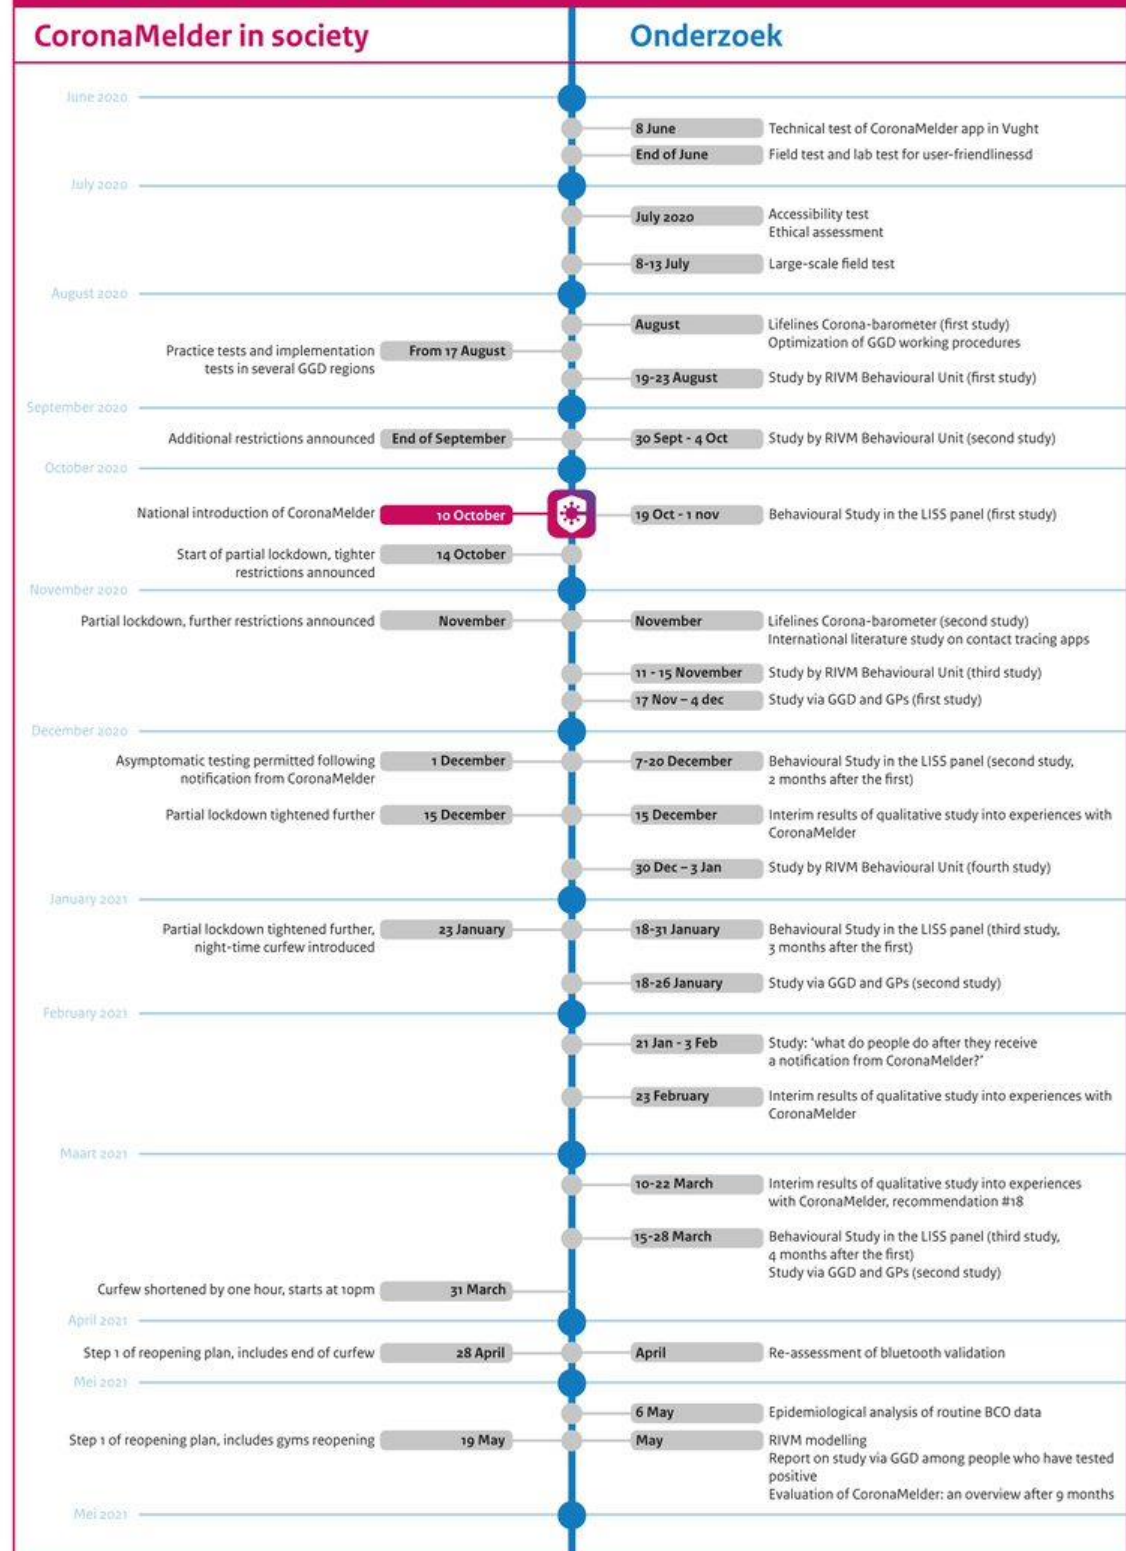 CoronaMelder in society
Onderzoek
June 2020
8 June
Technical test of CoronaMelder app in Vught
End of June
Field test and lab test for user-friendlinessd
July 2020
July 2020
Accessibility test
Ethical assessment
8-13 July
Large-scale field test
August 2020
August
Lifelines Corona-barometer (first study)
Optimization of GGD working procedures
Practice tests and implementation
tests in several GGD regions
From 17 August
19-23 August
Study by RIVM Behavioural Unit (first study)
September 2020
Additional restrictions announced
End of September
30 Sept - 4 Oct
Study by RIVM Behavioural Unit (second study)
October 2020
National introduction of CoronaMelder
10 October
19 Oct - 1 nov
Behavioural Study in the LISS panel (first study)
Start of partial lockdown, tighter
restrictions announced
14 October
November 2020
Partial lockdown, further restrictions announced
November
November
Lifelines Corona-barometer (second study)
International literature study on contact tracing apps
11 - 15 November
Study by RIVM Behavioural Unit (third study)
17 Nov – 4 dec
Study via GGD and GPs (first study)
December 2020
Asymptomatic testing permitted following
notification from CoronaMelder
1 December
7-20 December
Behavioural Study in the LISS panel (second study,
2 months after the first)
Partial lockdown tightened further
15 December
15 December
Interim results of qualitative study into experiences with
CoronaMelder
30 Dec – 3 Jan
Study by RIVM Behavioural Unit (fourth study)
January 2021
Partial lockdown tightened further,
night-time curfew introduced
23 January
18-31 January
Behavioural Study in the LISS panel (third study,
3 months after the first)
18-26 January
Study via GGD and GPs (second study)
February 2021
21 Jan - 3 Feb
Study: ‘what do people do after they receive
a notification from CoronaMelder?’
23 February
Interim results of qualitative study into experiences with
CoronaMelder
Maart 2021
10-22 March
Interim results of qualitative study into experiences
with CoronaMelder, recommendation #18
15-28 March
Behavioural Study in the LISS panel (third study,
4 months after the first)
Study via GGD and GPs (second study)
Curfew shortened by one hour, starts at 10pm
31 March
April 2021
Step 1 of reopening plan, includes end of curfew
28 April
April
Re-assessment of bluetooth validation
Mei 2021
6 May
Epidemiological analysis of routine BCO data
Step 1 of reopening plan, includes gyms reopening
19 May
May
RIVM modelling
Report on study via GGD among people who have tested
positive
Evaluation of CoronaMelder: an overview after 9 months
Mei 2021